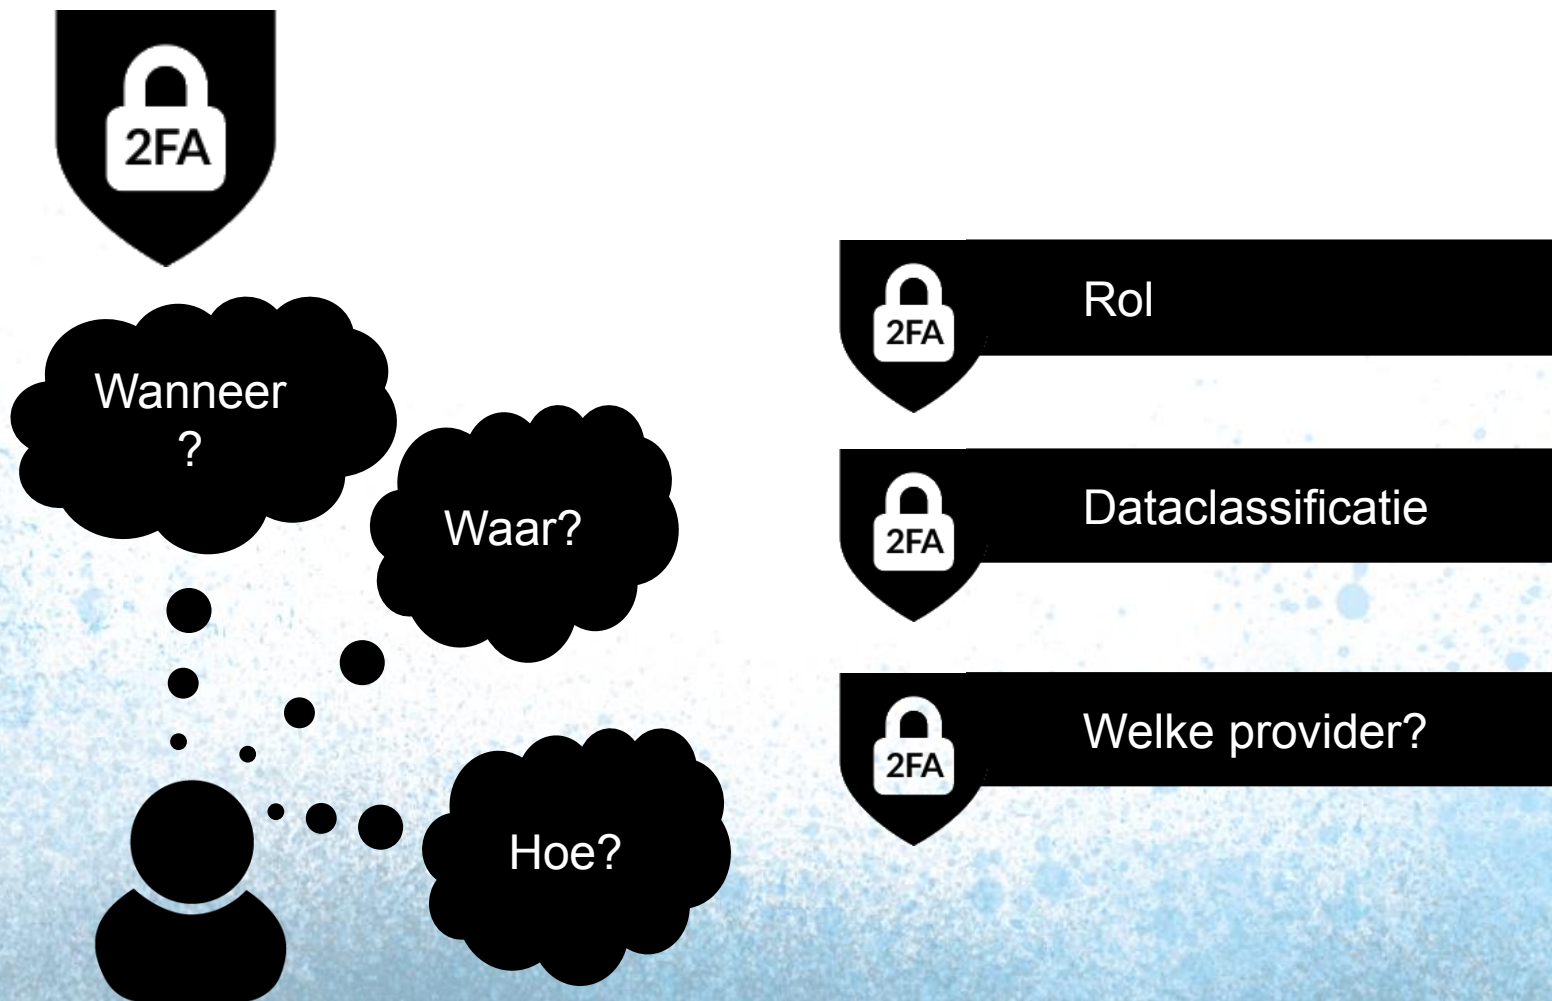 2FA
Wanneer
?
Waar?
Hoe?
2FA
Rol
2FA
Dataclassificatie
2FA
Welke provider?